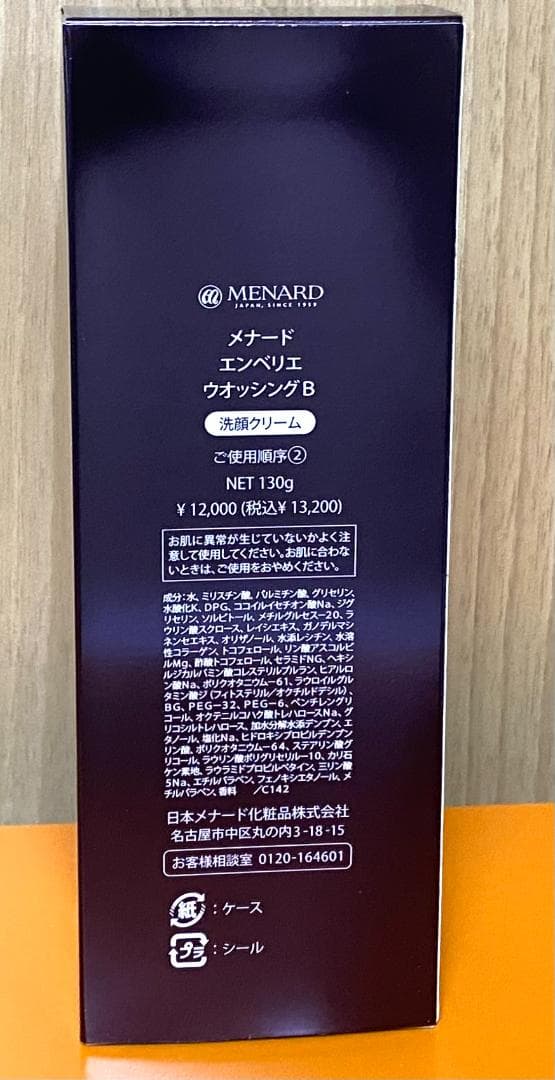 MENARD
JAPAN, SINCE 1959
メナード
エンベリエ
ウオッシングB
洗顔クリーム
ご使用順序②
NET 130g
¥12,000 (税込¥13,200)
お肌に異常が生じていないかよく注
意して使用してください。お肌に合わな
いときは、ご使用をおやめください。
成分:水、ミリスチン酸、パルミチン酸、グリセリン、
水酸化K、DPG、ココイルイセチオン酸Na、ジグ
リセリン、ソルビトール、メチルグルセス-20、ラ
ウリン酸スクロース、レイシエキス、ガノデルマシ
ネンセエキス、オリザノール、水添レシチン、水溶
性コラーゲン、トコフェロール、リン酸アスコルビ
ルMg、酢酸トコフェロール、セラミドNG、ヘキシ
ルジカルバミン酸コレステリルプルラン、ヒアルロ
ン酸Na、ポリクオタニウム-61、ラウロイルグル
タミン酸ジ(フィトステリル/オクチルドデシル)、
BG、PEG-32、PEG-6、ペンチレングリ
コール、オクテニルコハク酸トレハロースNa、グ
リコシルトレハロース、加水分解水添デンプン、エ
タノール、塩化Na、ヒドロキシプロピルデンプン
リン酸、ポリクオタニウム-64、ステアリン酸グ
リコール、ラウリン酸ポリグリセリル-10、カリ石
ケン素地、ラウラミドプロピルベタイン、三リン酸
5Na、エチルパラベン、フェノキシエタノール、メ
チルパラベン、香料 /C142
日本メナード化粧品株式会社
名古屋市中区丸の内3-18-15
お客様相談室 0120-164601
紙:ケース
プラ:シール